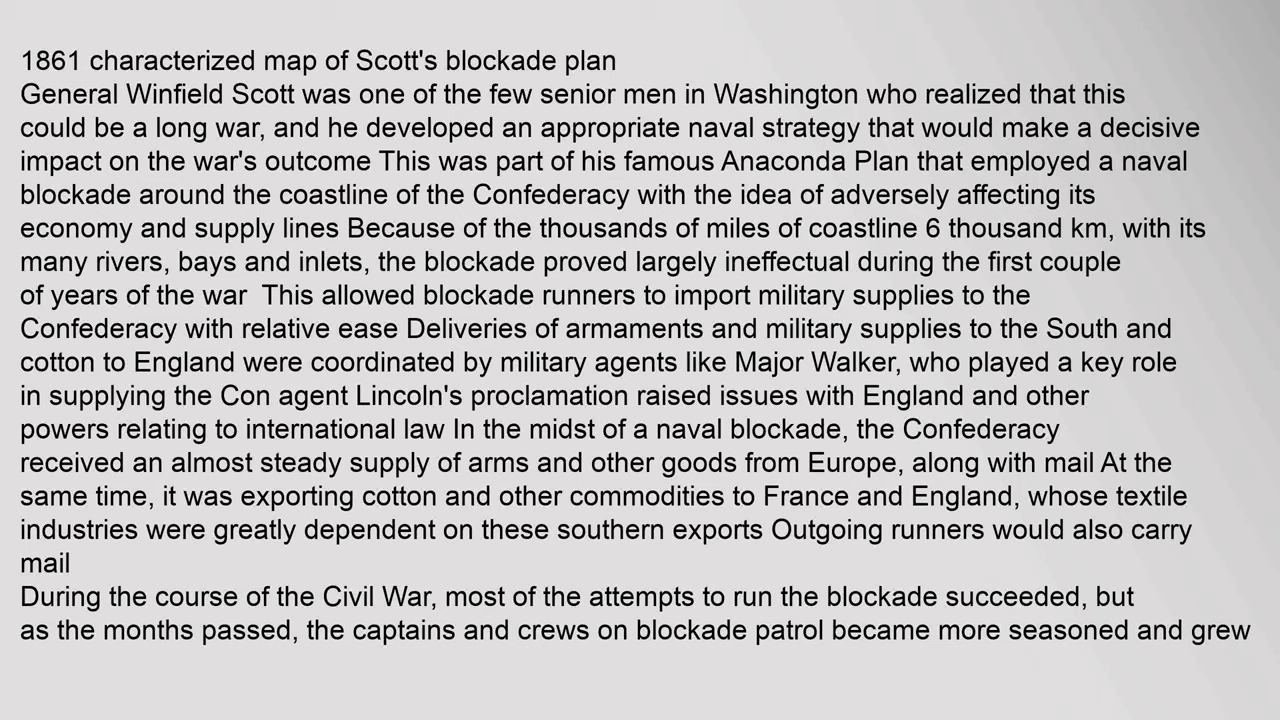 1861 characterized map of Scott's blockade plan
General Winfield Scott was one of the few senior men in Washington who realized that this
could be a long war, and he developed an appropriate naval strategy that would make a decisive
impact on the war's outcome This was part of his famous Anaconda Plan that employed a naval
blockade around the coastline of the Confederacy with the idea of adversely affecting its
economy and supply lines Because of the thousands of miles of coastline 6 thousand km, with its
many rivers, bays and inlets, the blockade proved largely ineffectual during the first couple
of years of the war  This allowed blockade runners to import military supplies to the
Confederacy with relative ease Deliveries of armaments and military supplies to the South and
cotton to England were coordinated by military agents like Major Walker, who played a key role
in supplying the Con agent Lincoln's proclamation raised issues with England and other
powers relating to international law In the midst of a naval blockade, the Confederacy
received an almost steady supply of arms and other goods from Europe, along with mail At the
same time, it was exporting cotton and other commodities to France and England, whose textile
industries were greatly dependent on these southern exports Outgoing runners would also carry
mail
During the course of the Civil War, most of the attempts to run the blockade succeeded, but
as the months passed, the captains and crews on blockade patrol became more seasoned and grew